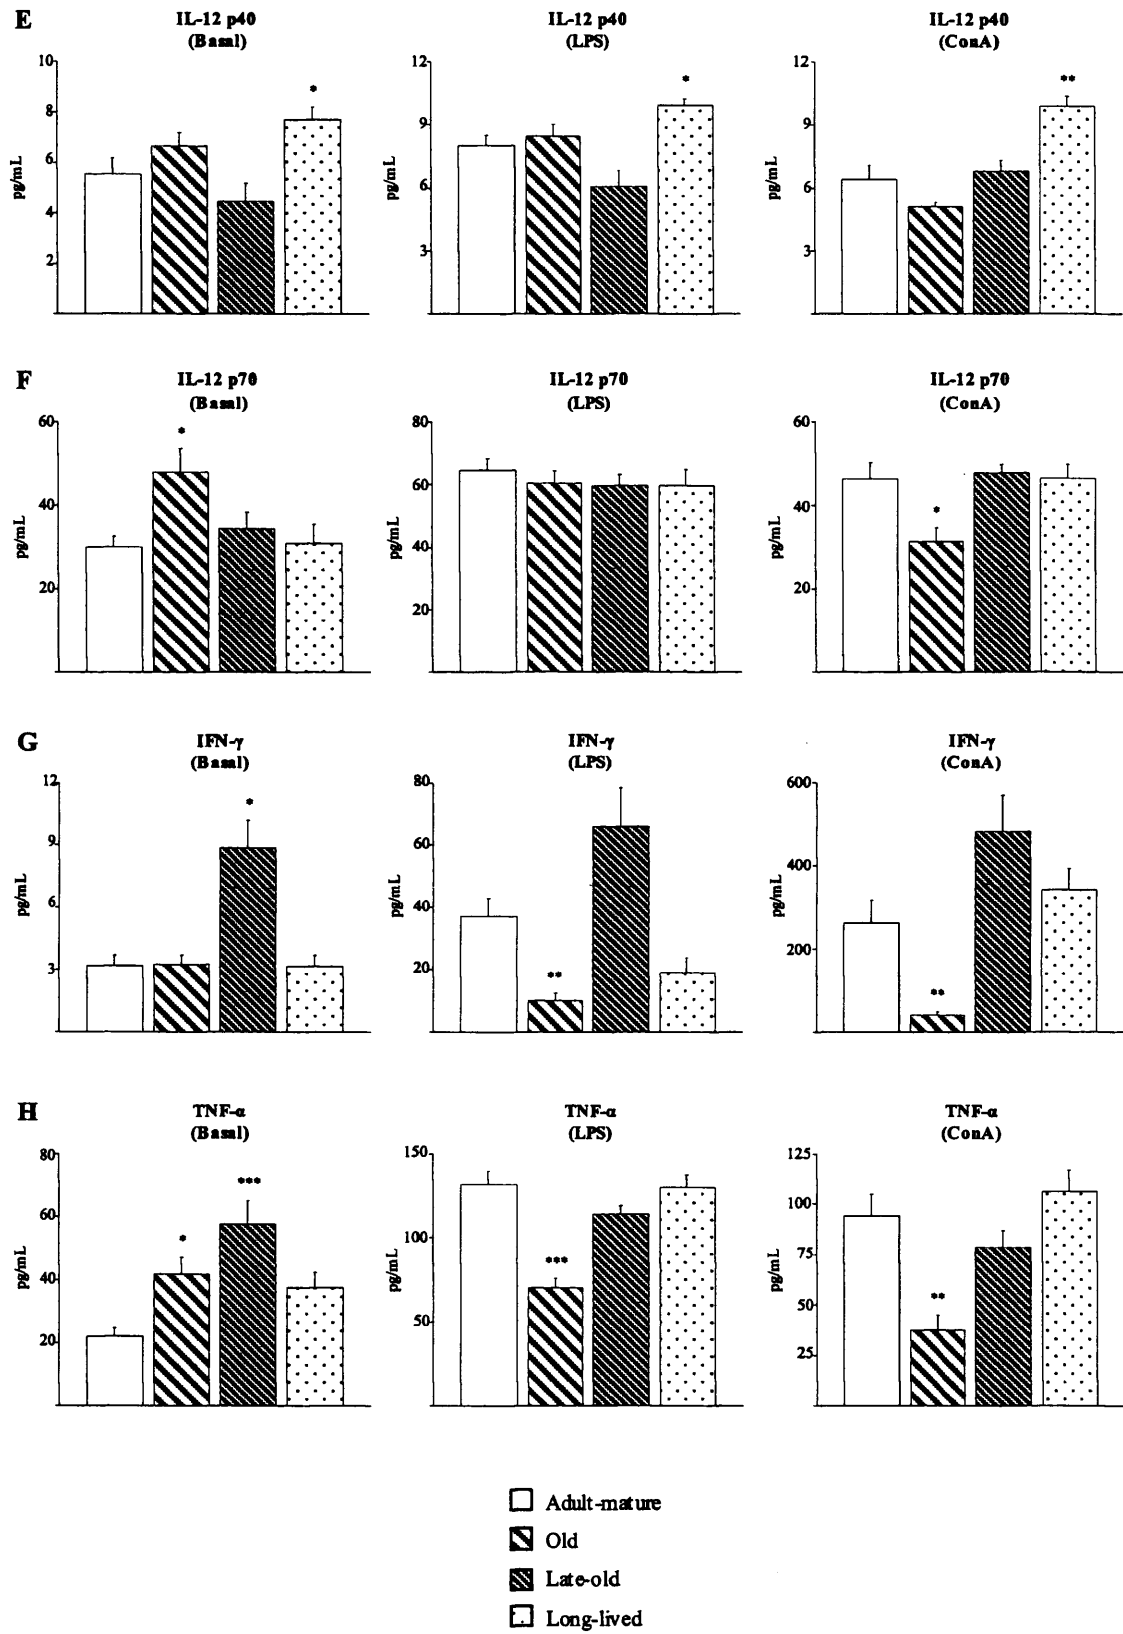 E
IL-12 p40
(Basal)
IL-12 p40
(LPS)
IL-12 p40
(ConA)
10
8
6
4
2
pg/mL
*
12
9
6
3
pg/mL
*
12
9
6
3
pg/mL
**
F
IL-12 p70
(Basal)
IL-12 p70
(LPS)
IL-12 p70
(ConA)
60
40
20
pg/mL
*
80
60
40
20
pg/mL
60
40
20
pg/mL
*
G
IFN-γ
(Basal)
IFN-γ
(LPS)
IFN-γ
(ConA)
12
9
6
3
pg/mL
*
80
60
40
20
pg/mL
**
600
400
200
pg/mL
**
H
TNF-α
(Basal)
TNF-α
(LPS)
TNF-α
(ConA)
80
60
40
20
pg/mL
*
***
150
100
50
pg/mL
***
125
100
75
50
25
pg/mL
**
Adult-mature
Old
Late-old
Long-lived